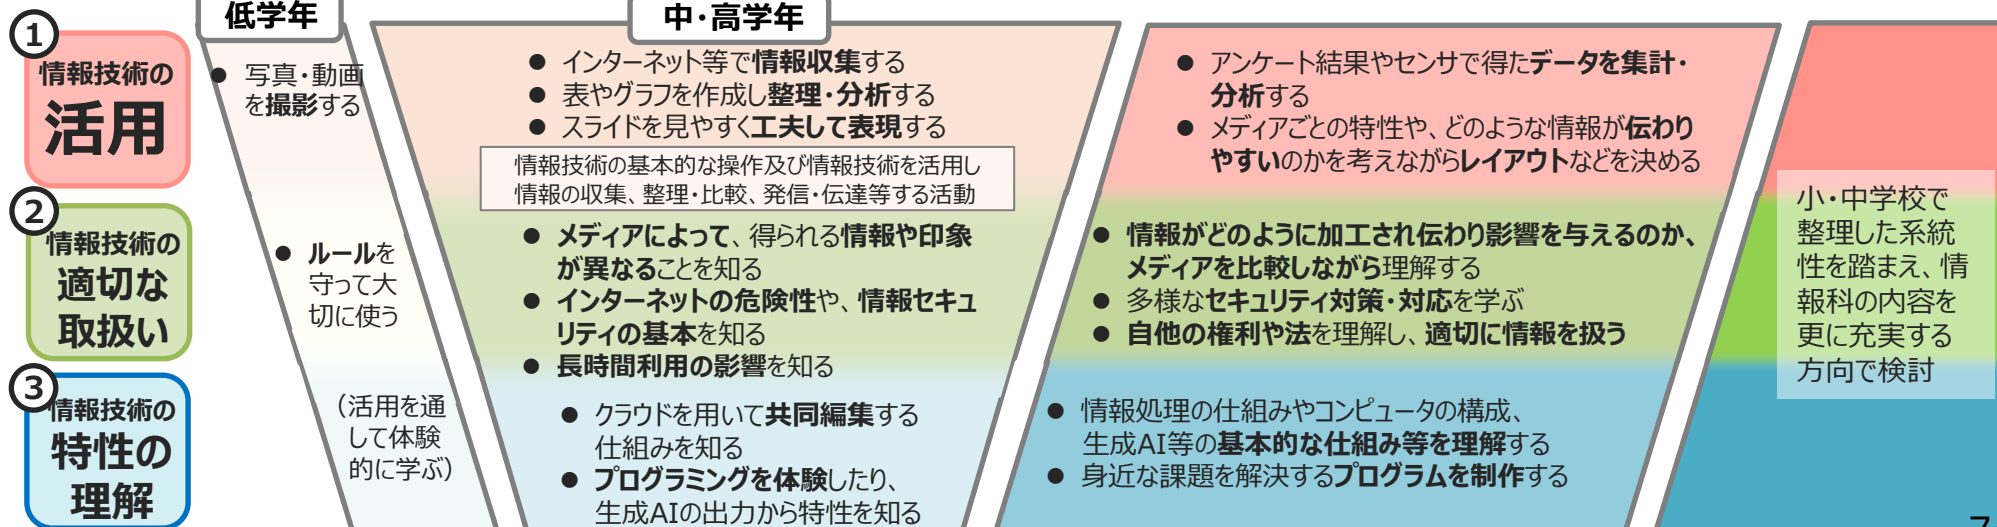 低学年
中・高学年
①
情報技術の
活用
● 写真・動画
を撮影する
● インターネット等で情報収集する
● 表やグラフを作成し整理・分析する
● スライドを見やすく工夫して表現する
情報技術の基本的な操作及び情報技術を活用し
情報の収集、整理・比較、発信・伝達等する活動
● アンケート結果やセンサで得たデータを集計・
分析する
● メディアごとの特性や、どのような情報が伝わり
やすいのかを考えながらレイアウトなどを決める
②
情報技術の
適切な
取扱い
● ルールを
守って大
切に使う
● メディアによって、得られる情報や印象
が異なることを知る
● インターネットの危険性や、情報セキュ
リティの基本を知る
● 長時間利用の影響を知る
● 情報がどのように加工され伝わり影響を与えるのか、
メディアを比較しながら理解する
● 多様なセキュリティ対策・対応を学ぶ
● 自他の権利や法を理解し、適切に情報を扱う
小・中学校で
整理した系統
性を踏まえ、情
報科の内容を
更に充実する
方向で検討
③
情報技術の
特性の
理解
（活用を通
して体験
的に学ぶ）
● クラウドを用いて共同編集する
仕組みを知る
● プログラミングを体験したり、
生成AIの出力から特性を知る
● 情報処理の仕組みやコンピュータの構成、
生成AI等の基本的な仕組み等を理解する
● 身近な課題を解決するプログラムを制作する